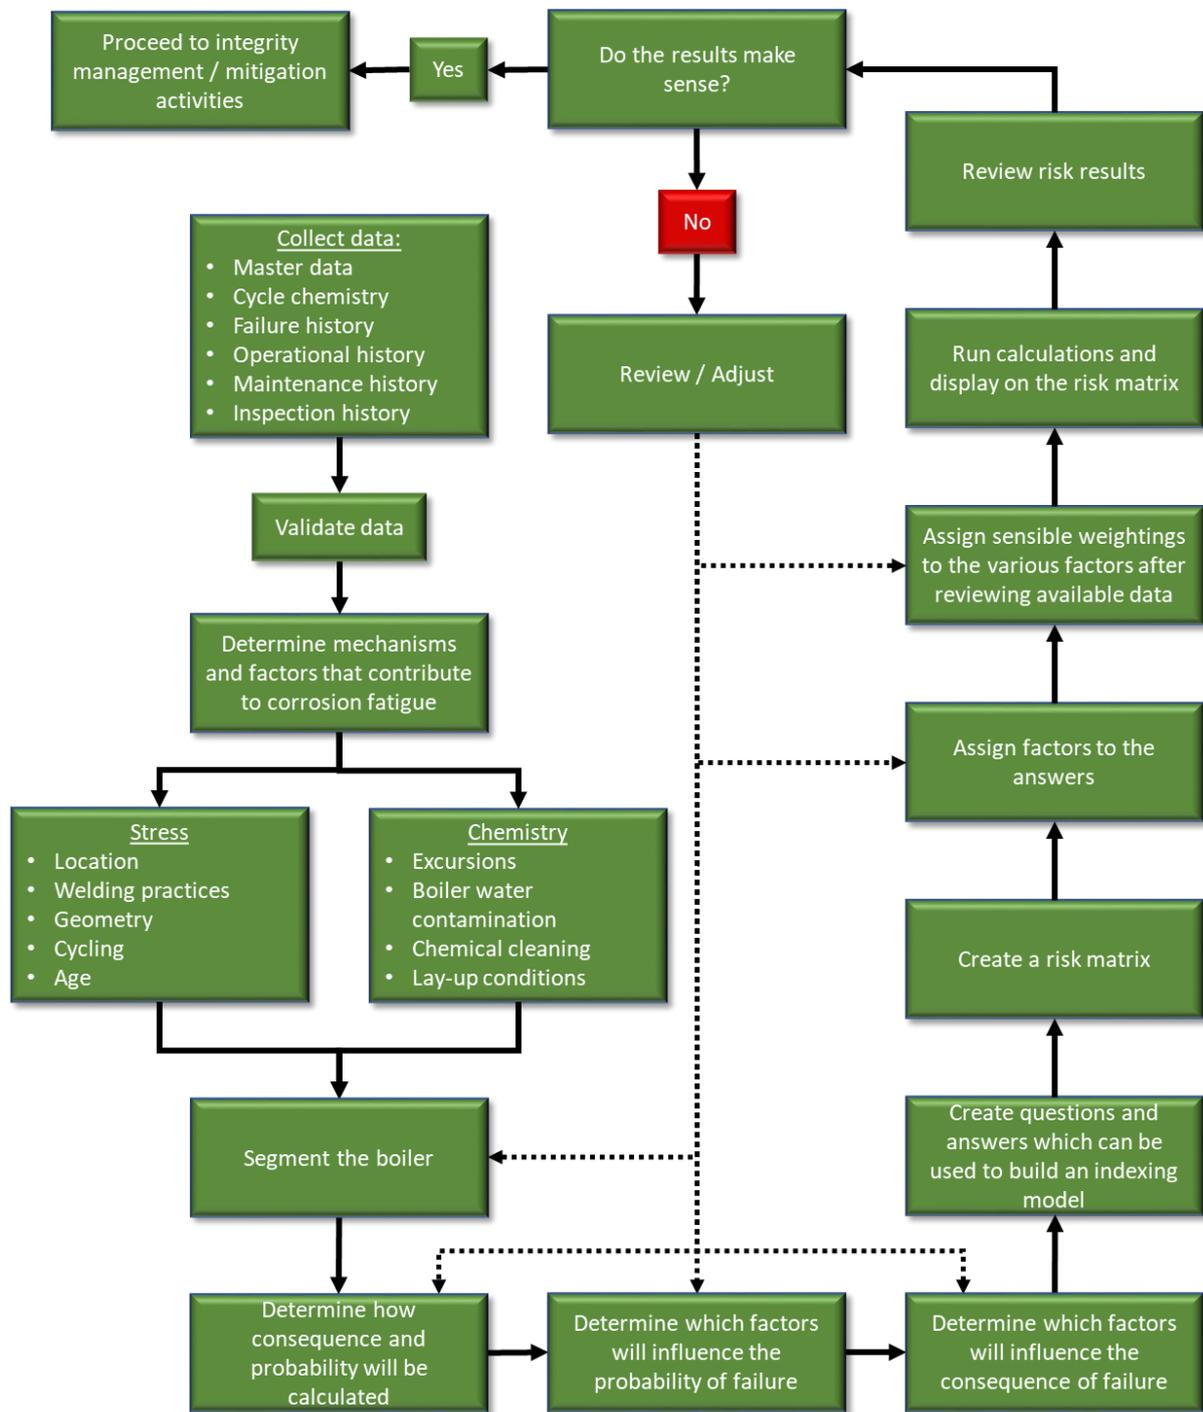 Proceed to integrity
management / mitigation
activities
Yes
Do the results make
sense?
Review risk results
No
Collect data:
• Master data
• Cycle chemistry
• Failure history
• Operational history
• Maintenance history
• Inspection history
Review / Adjust
Run calculations and
display on the risk matrix
Validate data
Assign sensible weightings
to the various factors after
reviewing available data
Determine mechanisms
and factors that contribute
to corrosion fatigue
Assign factors to the
answers
Stress
• Location
• Welding practices
• Geometry
• Cycling
• Age
Chemistry
• Excursions
• Boiler water
contamination
• Chemical cleaning
• Lay-up conditions
Create a risk matrix
Segment the boiler
Create questions and
answers which can be
used to build an indexing
model
Determine how
consequence and
probability will be
calculated
Determine which factors
will influence the
probability of failure
Determine which factors
will influence the
consequence of failure